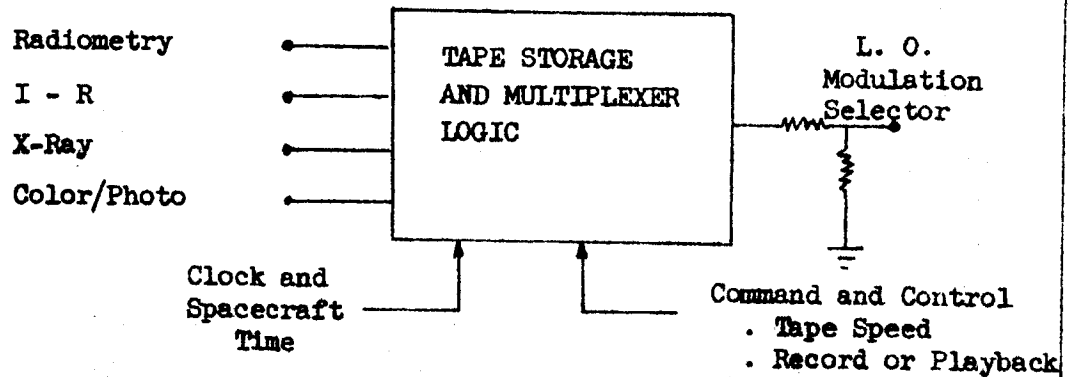 Radiometry
I - R
X-Ray
Color/Photo
TAPE STORAGE
AND MULTIPLEXER
LOGIC
L. O.
Modulation
Selector
Clock and
Spacecraft
Time
Command and Control
. Tape Speed
. Record or Playback